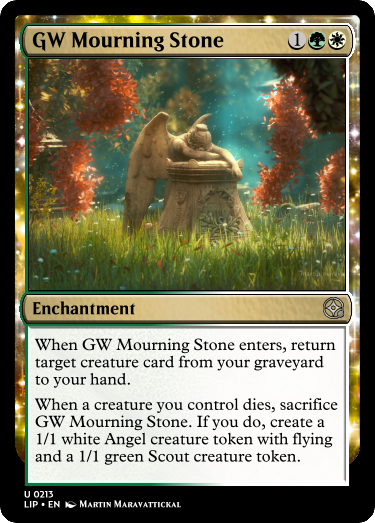 GW Mourning Stone 1
Enchantment
When GW Mourning Stone enters, return
target creature card from your graveyard
to your hand.
When a creature you control dies, sacrifice
GW Mourning Stone. If you do, create a
1/1 white Angel creature token with flying
and a 1/1 green Scout creature token.
U 0213
LIP • EN Martin Maravattickal